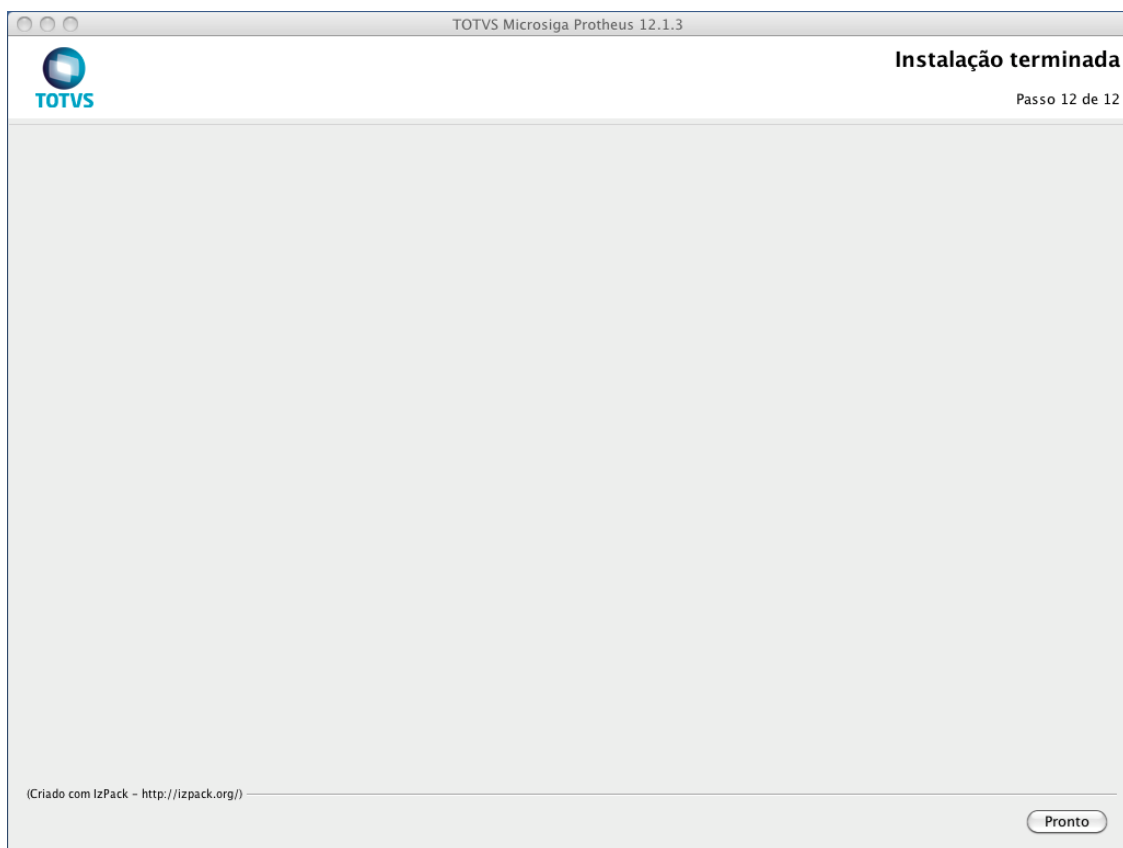 TOTVS Microsiga Protheus 12.1.3
TOTVS
Instalação terminada
Passo 12 de 12
(Criado com IzPack - http://izpack.org/)
Pronto